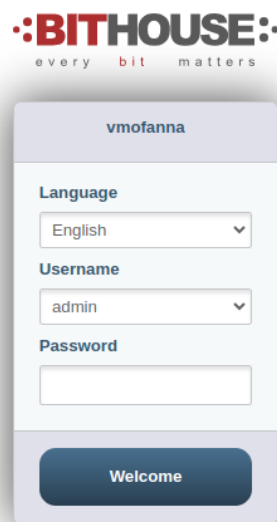 ·:BITHOUSE:·
every bit matters
vmofanna
Language
English
Username
admin
Password
Welcome